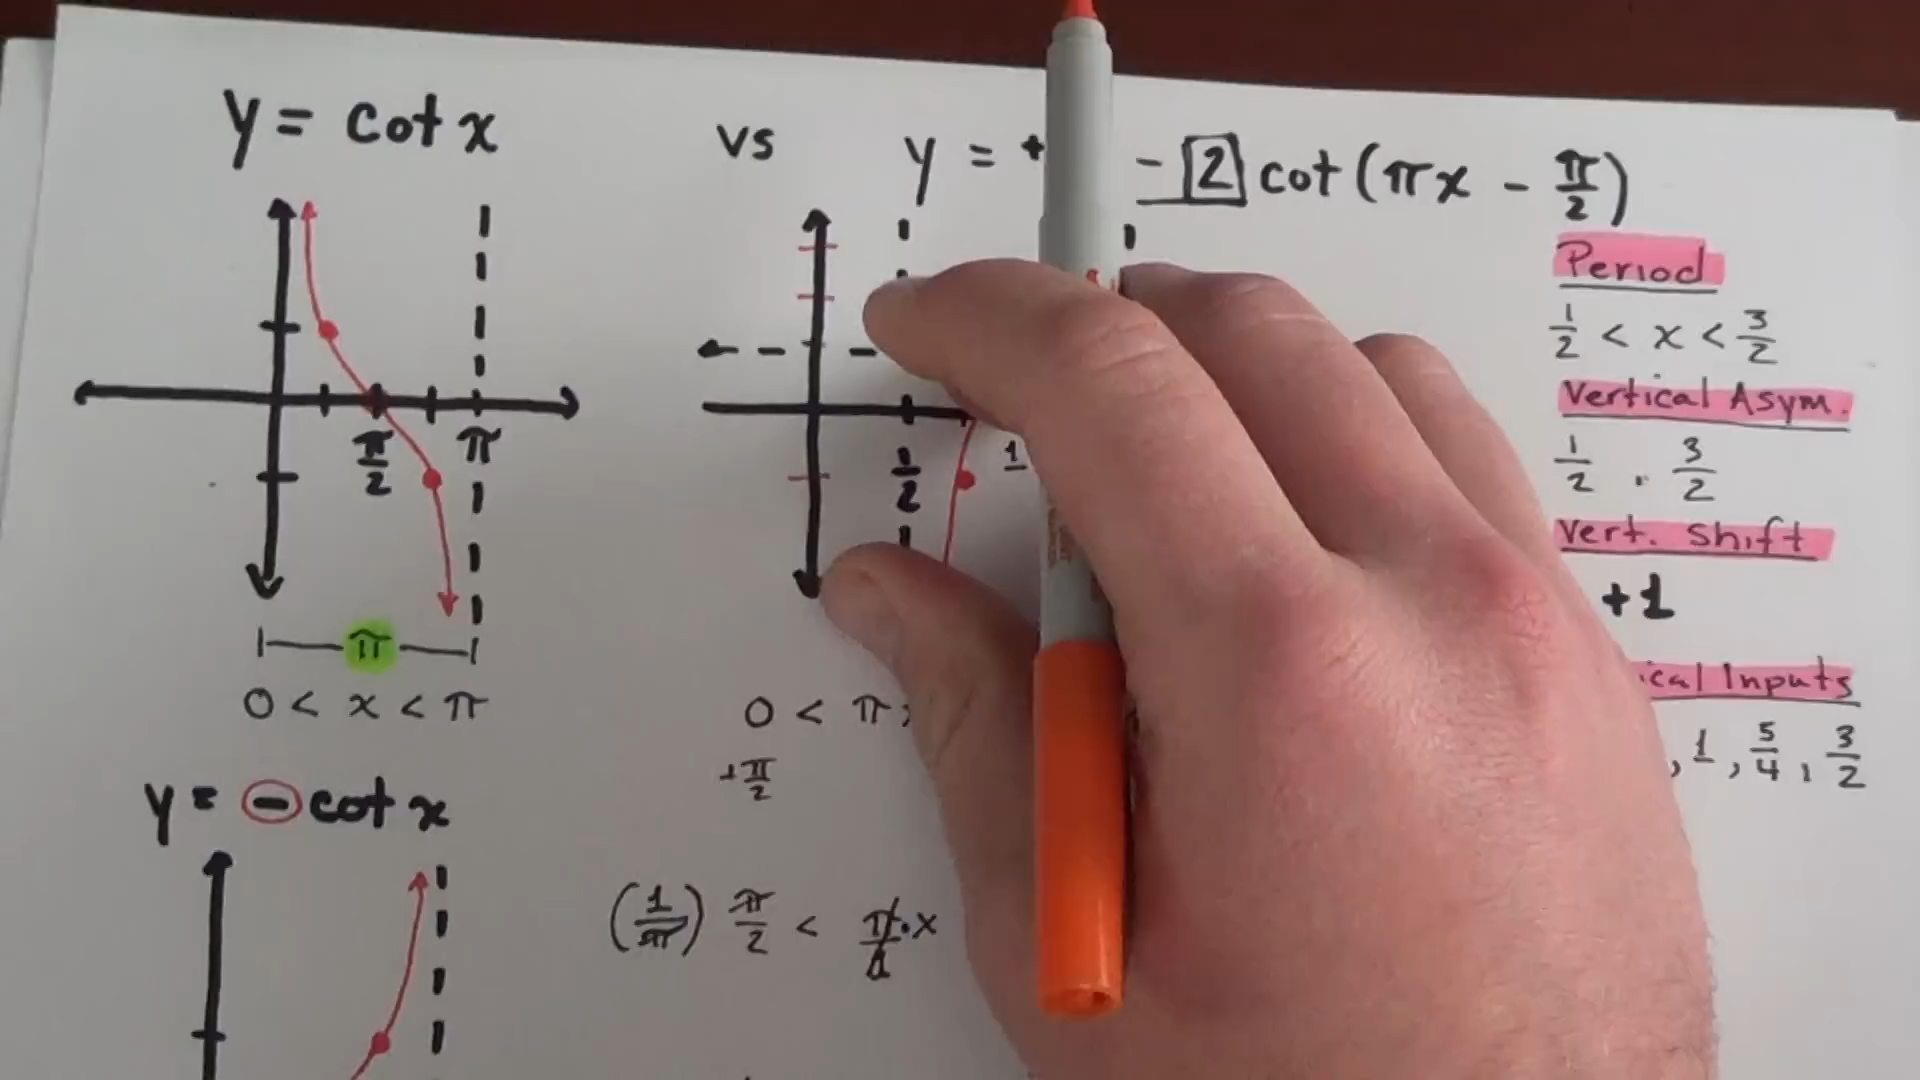 y = cot x
vs
y = + - 2 cot (πx - π/2)
Period
1/2 < x < 3/2
Vertical Asym.
1/2 , 3/2
Vert. Shift
+1
ical Inputs
, 1, 5/4, 3/2
π/2 π
1/2 1
π
0 < x < π
0 < π
+π/2
y = - cot x
(1/π) π/2 < π/1 · x